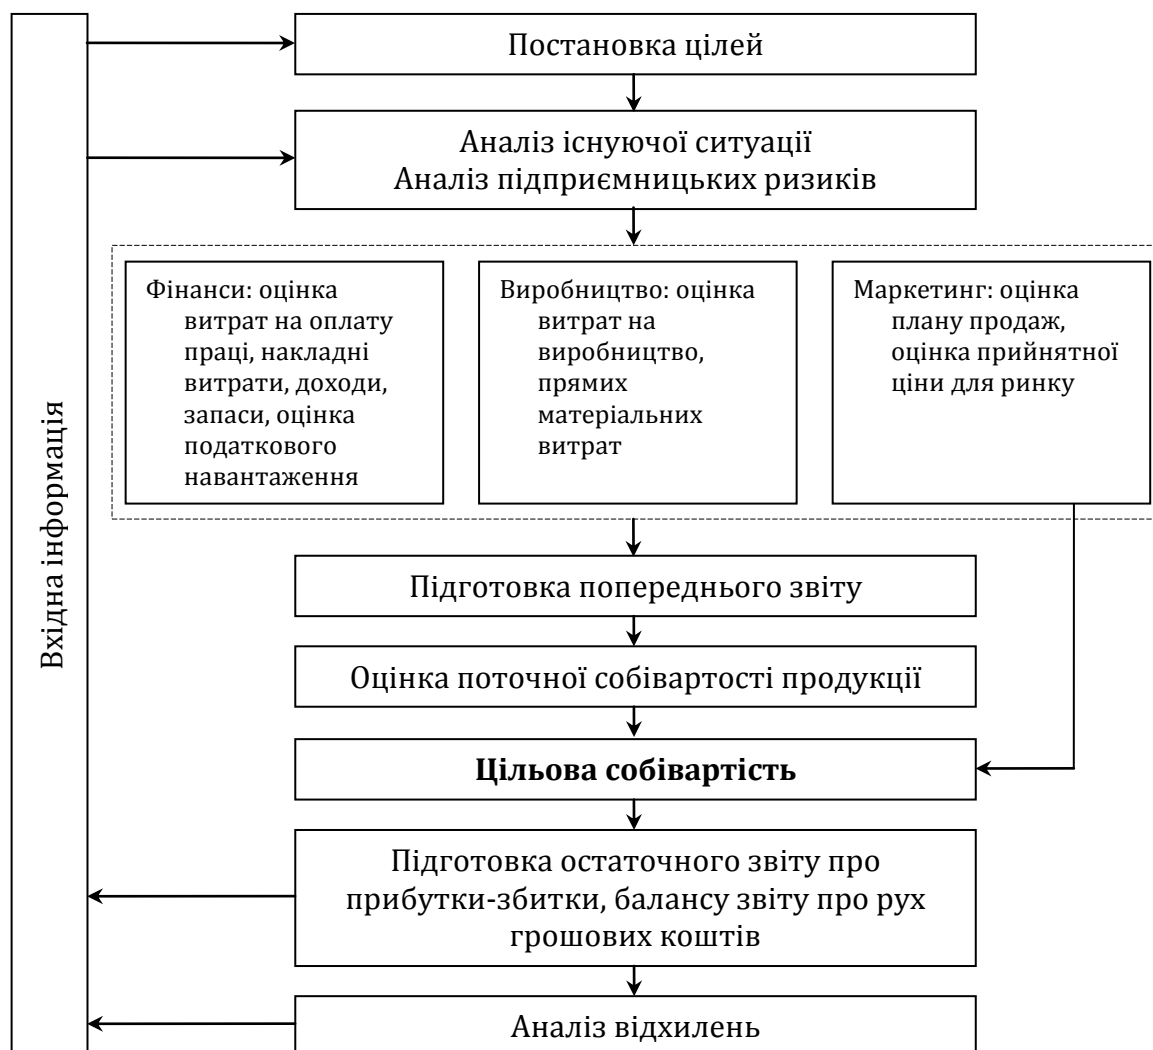 Постановка цілей
Аналіз існуючої ситуації
Аналіз підприємницьких ризиків
Фінанси: оцінка
витрат на оплату
праці, накладні
витрати, доходи,
запаси, оцінка
податкового
навантаження
Виробництво: оцінка
витрат на
виробництво,
прямих
матеріальних
витрат
Маркетинг: оцінка
плану продаж,
оцінка прийнятної
ціни для ринку
Вхідна інформація
Підготовка попереднього звіту
Оцінка поточної собівартості продукції
Цільова собівартість
Підготовка остаточного звіту про
прибутки-збитки, балансу звіту про рух
грошових коштів
Аналіз відхилень